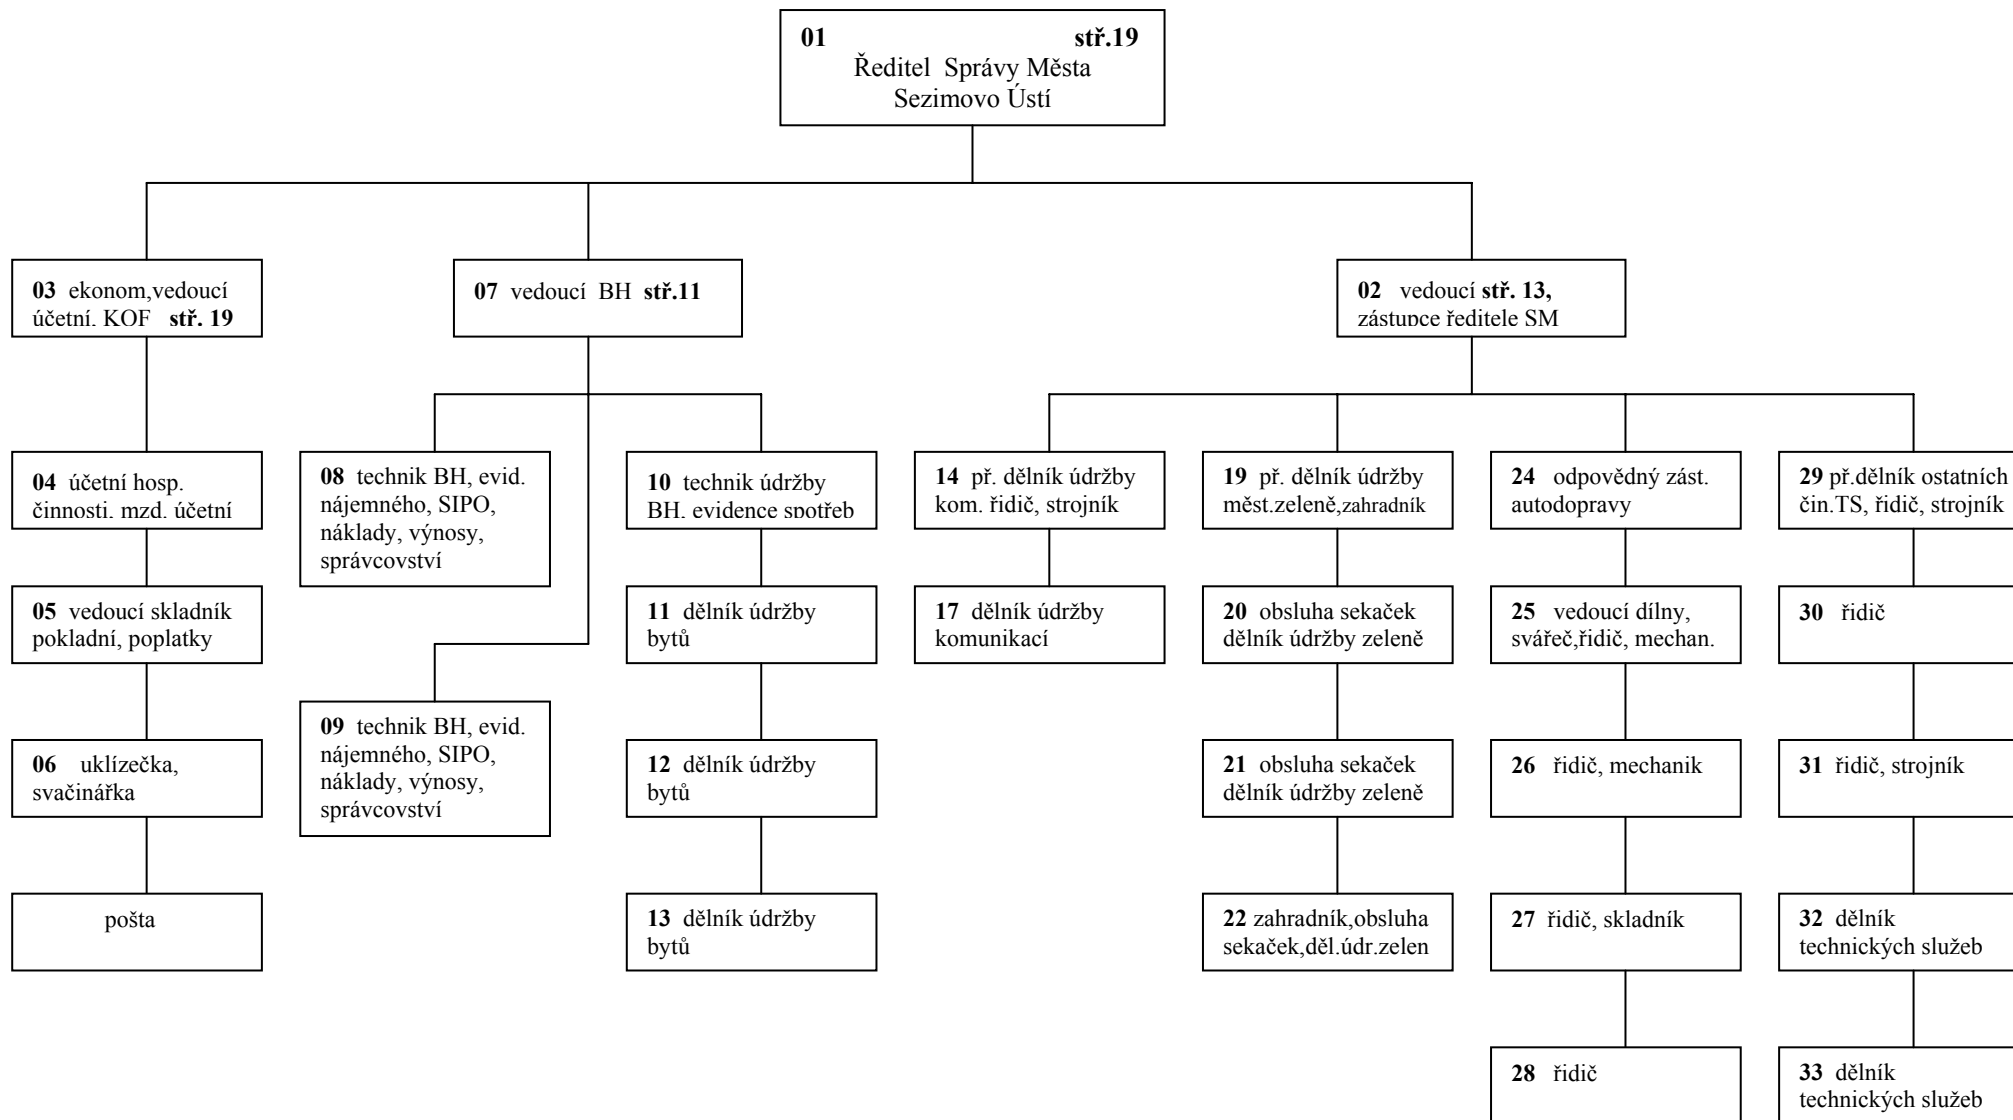 01 stř.19
Ředitel Správy Města
Sezimovo Ústí
03 ekonom,vedoucí
účetní, KOF stř. 19
07 vedoucí BH stř.11
02 vedoucí stř. 13,
zástupce ředitele SM
04 účetní hosp.
činnosti, mzd. účetní
08 technik BH, evid.
nájemného, SIPO,
náklady, výnosy,
správcovství
10 technik údržby
BH, evidence spotřeb
14 př. dělník údržby
kom. řidič, strojník
19 př. dělník údržby
měst.zeleně,zahradník
24 odpovědný zást.
autodopravy
29 př.dělník ostatních
čin.TS, řidič, strojník
05 vedoucí skladník
pokladní, poplatky
11 dělník údržby
bytů
17 dělník údržby
komunikací
20 obsluha sekaček
dělník údržby zeleně
25 vedoucí dílny,
svářeč,řidič, mechan.
30 řidič
09 technik BH, evid.
nájemného, SIPO,
náklady, výnosy,
správcovství
06 uklízečka,
svačinářka
12 dělník údržby
bytů
21 obsluha sekaček
dělník údržby zeleně
26 řidič, mechanik
31 řidič, strojník
pošta
13 dělník údržby
bytů
22 zahradník,obsluha
sekaček,děl.údr.zelen
27 řidič, skladník
32 dělník
technických služeb
28 řidič
33 dělník
technických služeb